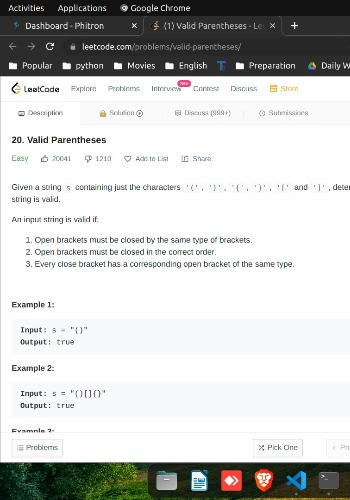 Activities Applications Google Chrome
Dashboard - Phitron × (1) Valid Parentheses - Le ×
leetcode.com/problems/valid-parentheses/
Popular python Movies English Preparation Daily W
LeetCode Explore Problems Interview Contest Discuss Store
Description Solution Discuss (999+) Submissions
20. Valid Parentheses
Easy 20041 1210 Add to List Share
Given a string s containing just the characters '(', ')', '{', '}', '[' and ']', deter
string is valid.
An input string is valid if:
1. Open brackets must be closed by the same type of brackets.
2. Open brackets must be closed in the correct order.
3. Every close bracket has a corresponding open bracket of the same type.
Example 1:
Input: s = "()"
Output: true
Example 2:
Input: s = "()[]{}"
Output: true
Example 3:
Problems Pick One Pr